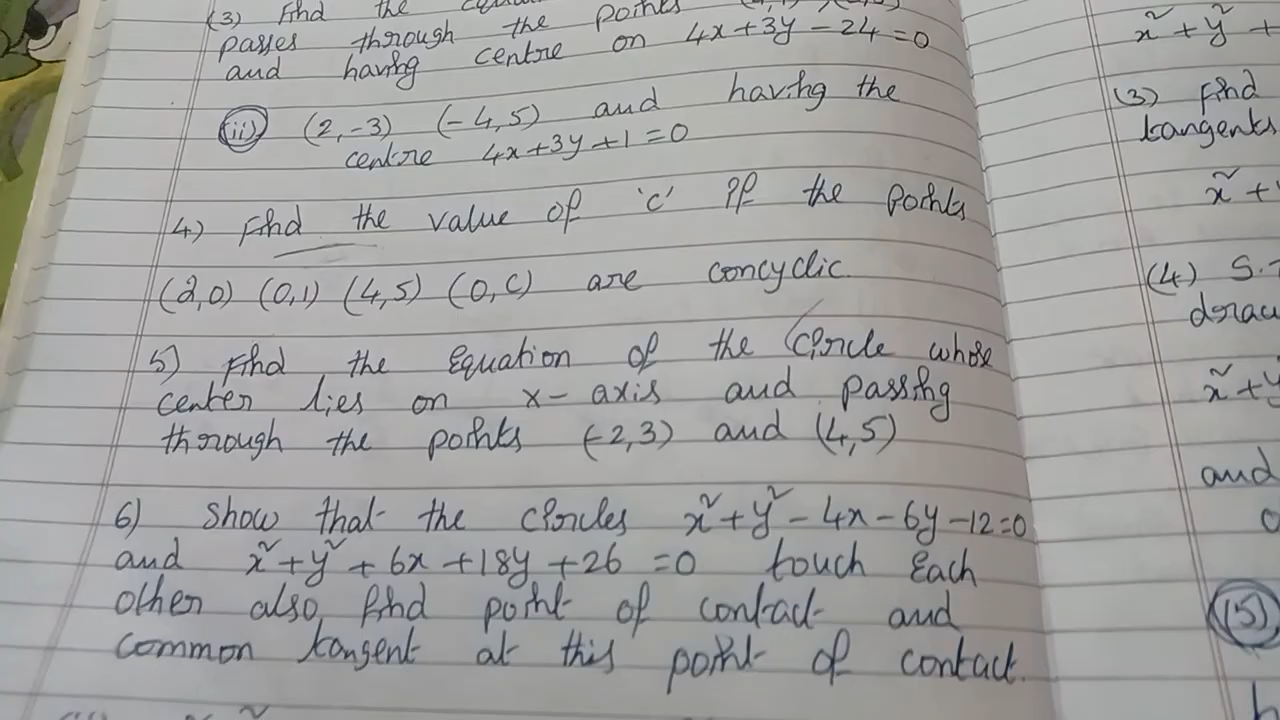 (3) Find the
passes through the points
and having centre on 4x+3y-24=0
(ii) (2,-3) (-4,5) and having the
centre 4x+3y+1=0
4) Find the value of 'c' if the points
(2,0) (0,1) (4,5) (0,c) are concyclic.
5) Find the Equation of the Circle whose
center lies on x-axis and passing
through the points (-2,3) and (4,5)
6) Show that the circles x²+y²-4x-6y-12=0
and x²+y²+6x+18y+26=0 touch Each
other also, find point of contact and
common tangent at this point of contact.
x²+y²+
(3) Find
tangents
x²+
(4) S.T
x²+y
and
(5)